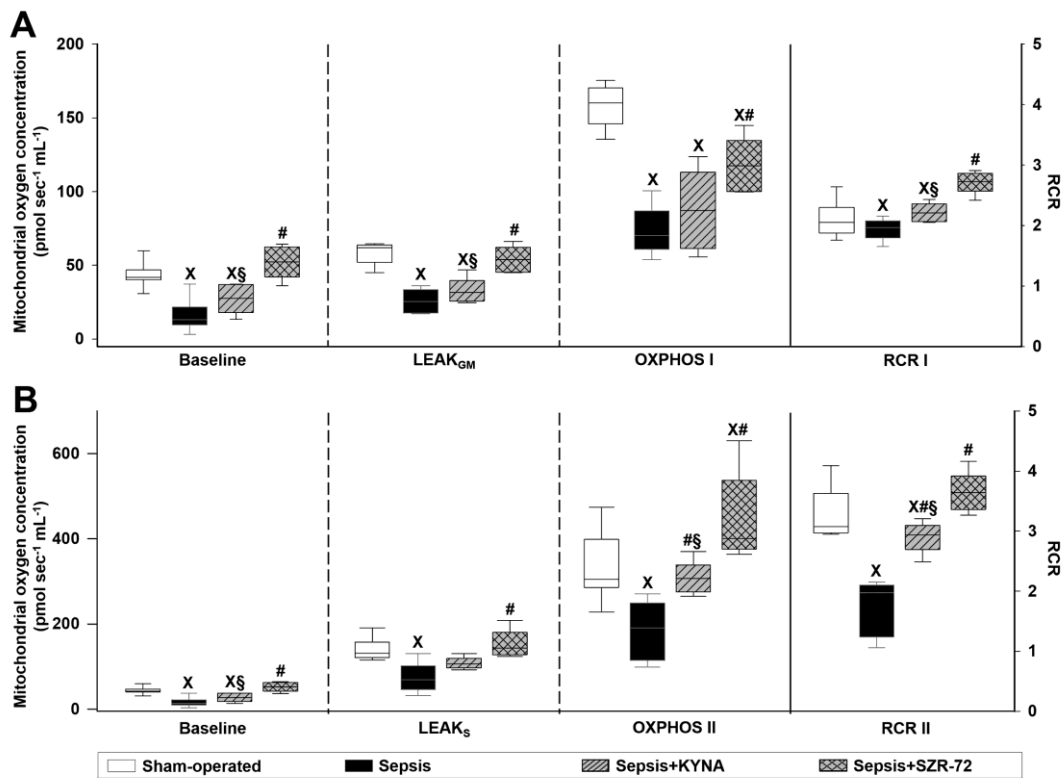 A
Mitochondrial oxygen concentration
(pmol sec⁻¹ mL⁻¹)
200
150
100
50
0
X
X§
#
X
X§
#
X
X
X#
X
X§
#
5
4
3
2
1
0
RCR
Baseline
LEAK_GM
OXPHOS I
RCR I
B
Mitochondrial oxygen concentration
(pmol sec⁻¹ mL⁻¹)
600
400
200
0
X
X§
#
X
#
X
#§
X#
X
X#§
#
5
4
3
2
1
0
RCR
Baseline
LEAK_S
OXPHOS II
RCR II
Sham-operated
Sepsis
Sepsis+KYNA
Sepsis+SZR-72